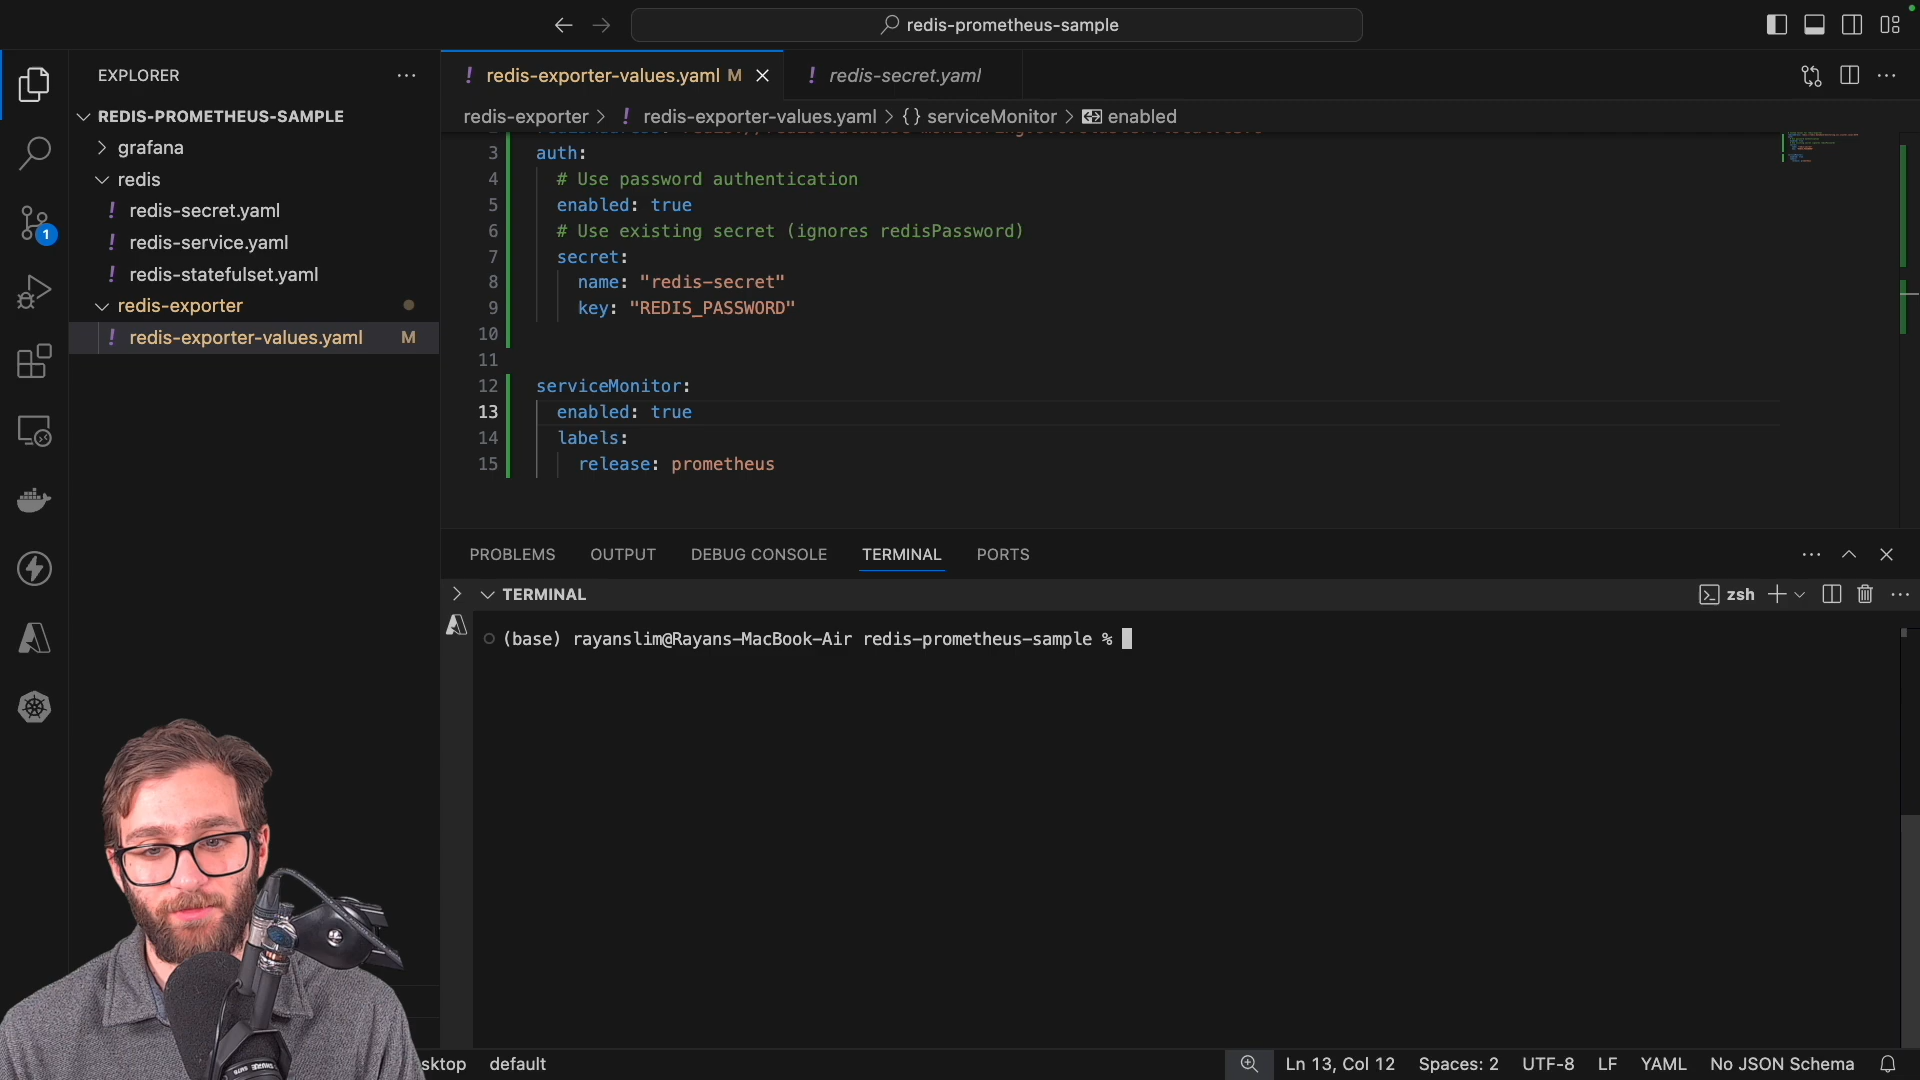 redis-prometheus-sample
EXPLORER
REDIS-PROMETHEUS-SAMPLE
grafana
redis
redis-secret.yaml
redis-service.yaml
redis-statefulset.yaml
redis-exporter
redis-exporter-values.yaml M
1
redis-exporter-values.yaml M
redis-secret.yaml
redis-exporter > redis-exporter-values.yaml > {} serviceMonitor > enabled
3 auth:
4 # Use password authentication
5 enabled: true
6 # Use existing secret (ignores redisPassword)
7 secret:
8 name: "redis-secret"
9 key: "REDIS_PASSWORD"
10
11
12 serviceMonitor:
13 enabled: true
14 labels:
15 release: prometheus
PROBLEMS OUTPUT DEBUG CONSOLE TERMINAL PORTS
TERMINAL
zsh
(base) rayanslim@Rayans-MacBook-Air redis-prometheus-sample %
sktop default
Ln 13, Col 12 Spaces: 2 UTF-8 LF YAML No JSON Schema